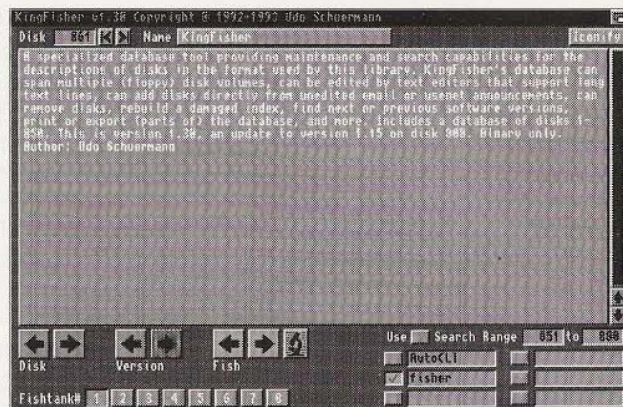 KingFisher v1.30 Copyright © 1992-1993 Udo Schuermann
Disk 861 Name KingFisher Iconify
A specialized database tool providing maintenance and search capabilities for the
descriptions of disks in the format used by this library. KingFisher's database can
span multiple (floppy) disk volumes, can be edited by text editors that support long
text lines, can add disks directly from unedited email or usenet announcements, can
remove disks, rebuild a damaged index, find next or previous software versions,
print or export (parts of) the database, and more. Includes a database of disks 1-
850. This is version 1.30, an update to version 1.15 on disk 808. Binary only.
Author: Udo Schuermann
Use Search Range 851 to 880
Disk Version Fish
AutoCLI
fisher
Fishtank# 1 2 3 4 5 6 7 8